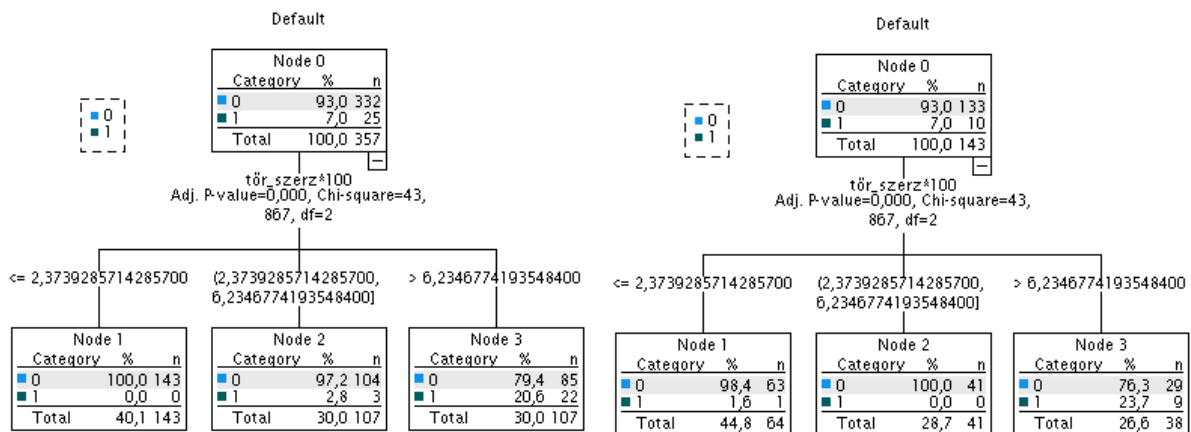 Default
Node 0
Category % n
0 93,0 332
1 7,0 25
Total 100,0 357
0
1
tőr_szerz*100
Adj. P-value=0,000, Chi-square=43,
867, df=2
<= 2,3739285714285700
(2,3739285714285700,
6,2346774193548400]
> 6,2346774193548400
Node 1
Category % n
0 100,0 143
1 0,0 0
Total 40,1 143
Node 2
Category % n
0 97,2 104
1 2,8 3
Total 30,0 107
Node 3
Category % n
0 79,4 85
1 20,6 22
Total 30,0 107
Default
Node 0
Category % n
0 93,0 133
1 7,0 10
Total 100,0 143
0
1
tőr_szerz*100
Adj. P-value=0,000, Chi-square=43,
867, df=2
<= 2,3739285714285700
(2,3739285714285700,
6,2346774193548400]
> 6,2346774193548400
Node 1
Category % n
0 98,4 63
1 1,6 1
Total 44,8 64
Node 2
Category % n
0 100,0 41
1 0,0 0
Total 28,7 41
Node 3
Category % n
0 76,3 29
1 23,7 9
Total 26,6 38